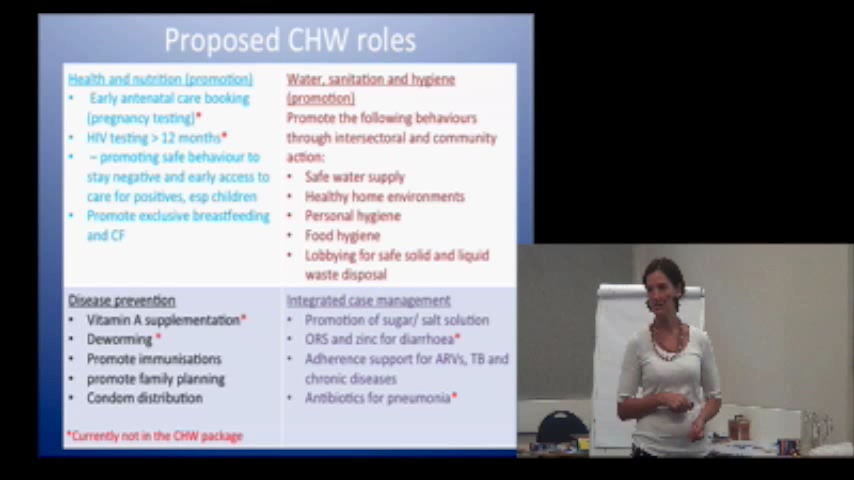 Proposed CHW roles
Health and nutrition (promotion)
• Early antenatal care booking
(pregnancy testing)*
• HIV testing > 12 months*
• – promoting safe behaviour to
stay negative and early access to
care for positives, esp children
• Promote exclusive breastfeeding
and CF
Water, sanitation and hygiene
(promotion)
Promote the following behaviours
through intersectoral and community
action:
• Safe water supply
• Healthy home environments
• Personal hygiene
• Food hygiene
• Lobbying for safe solid and liquid
waste disposal
Disease prevention
• Vitamin A supplementation*
• Deworming *
• Promote immunisations
• promote family planning
• Condom distribution
*Currently not in the CHW package
Integrated case management
• Promotion of sugar/ salt solution
• ORS and zinc for diarrhoea*
• Adherence support for ARVs, TB and
chronic diseases
• Antibiotics for pneumonia*